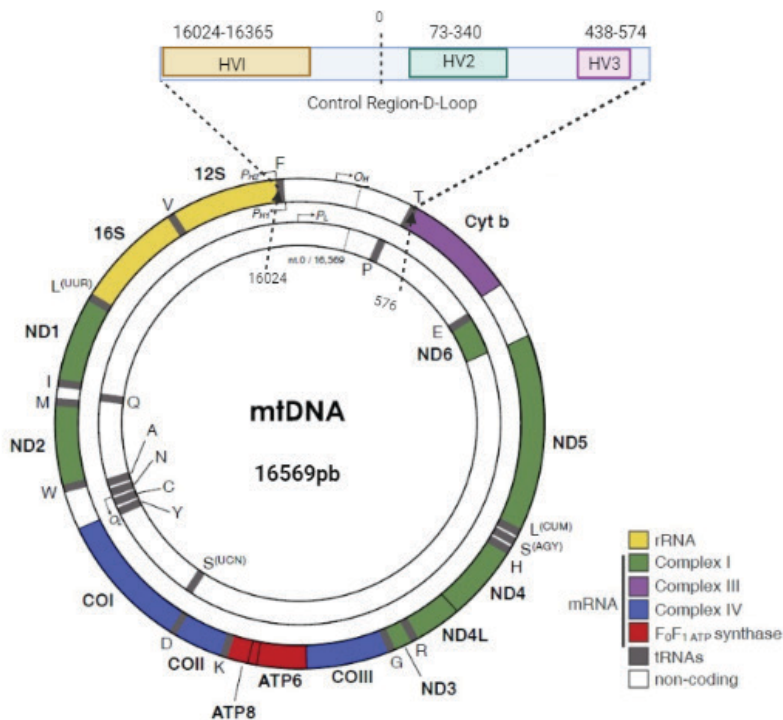 0
16024-16365
73-340
438-574
HVI
HV2
HV3
Control Region-D-Loop
12S
P_H2
F
O_H
T
Cyt b
V
16S
P_H1
P_L
nt.0 / 16,569
P
16024
576
L(UUR)
ND1
E
ND6
I
M
Q
mtDNA
16569pb
ND2
W
A
N
C
Y
O_L
ND5
L(CUM)
S(AGY)
H
S(UCN)
ND4
COI
D
COII
K
ATP8
ATP6
COIII
G
R
ND4L
ND3
rRNA
mRNA
Complex I
Complex III
Complex IV
F0F1 ATP synthase
tRNAs
non-coding